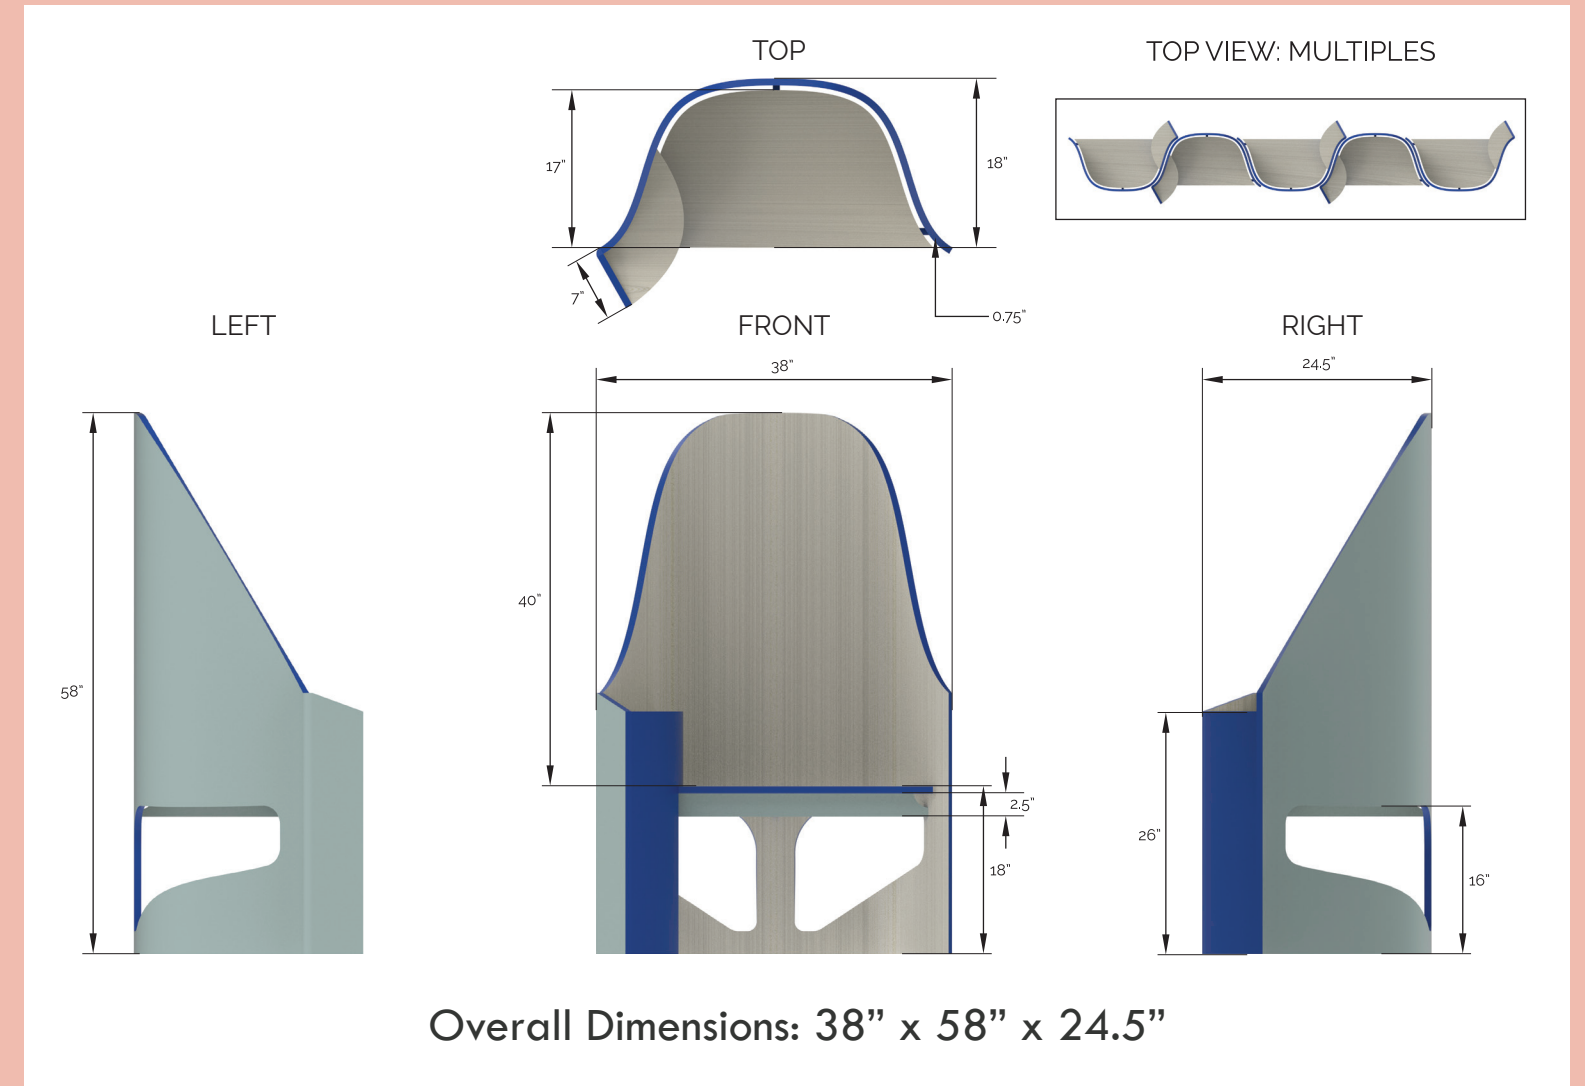 TOP
TOP VIEW: MULTIPLES
17”
18”
7”
0.75”
LEFT
FRONT
RIGHT
38”
24.5”
40”
58”
2.5”
26”
18”
16”
Overall Dimensions: 38” x 58” x 24.5”